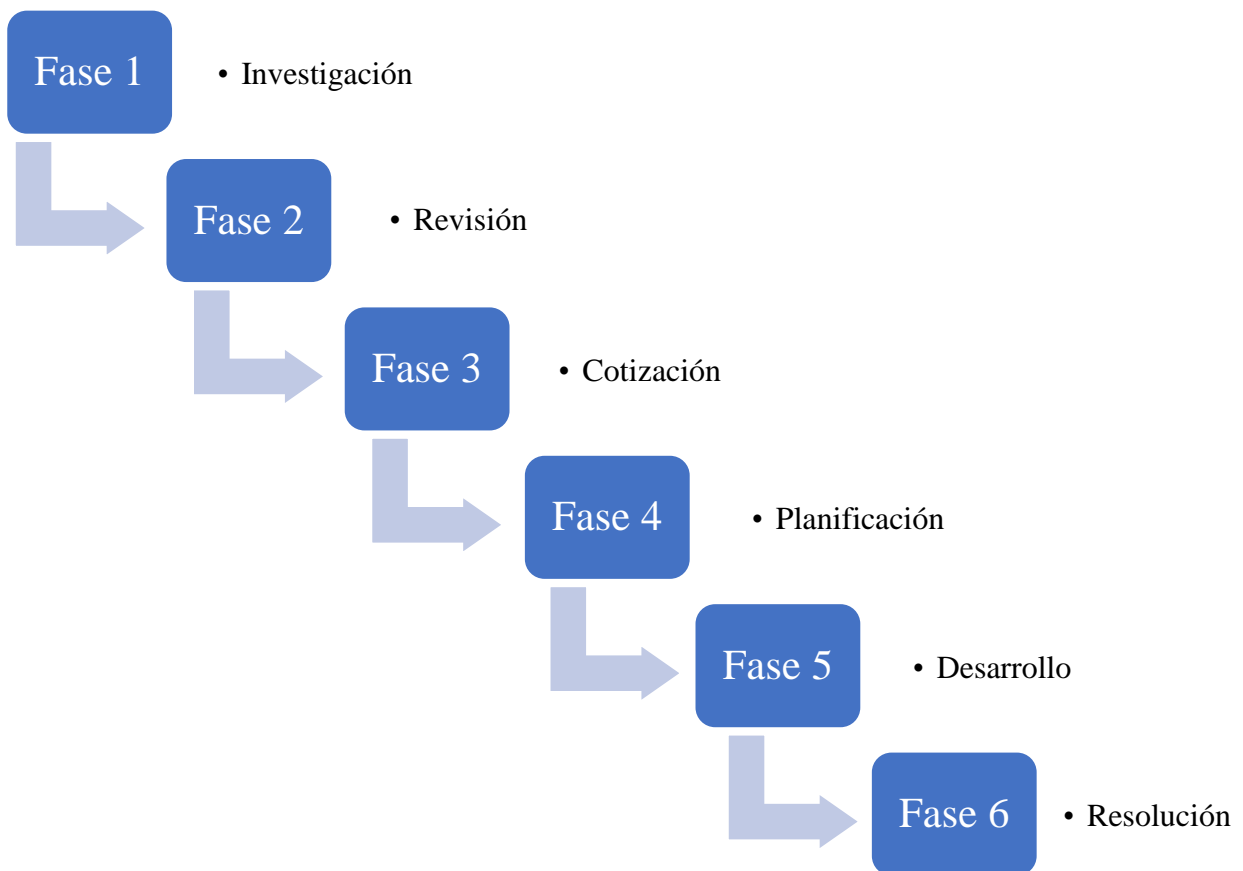 Fase 1
• Investigación
Fase 2
• Revisión
Fase 3
• Cotización
Fase 4
• Planificación
Fase 5
• Desarrollo
Fase 6
• Resolución